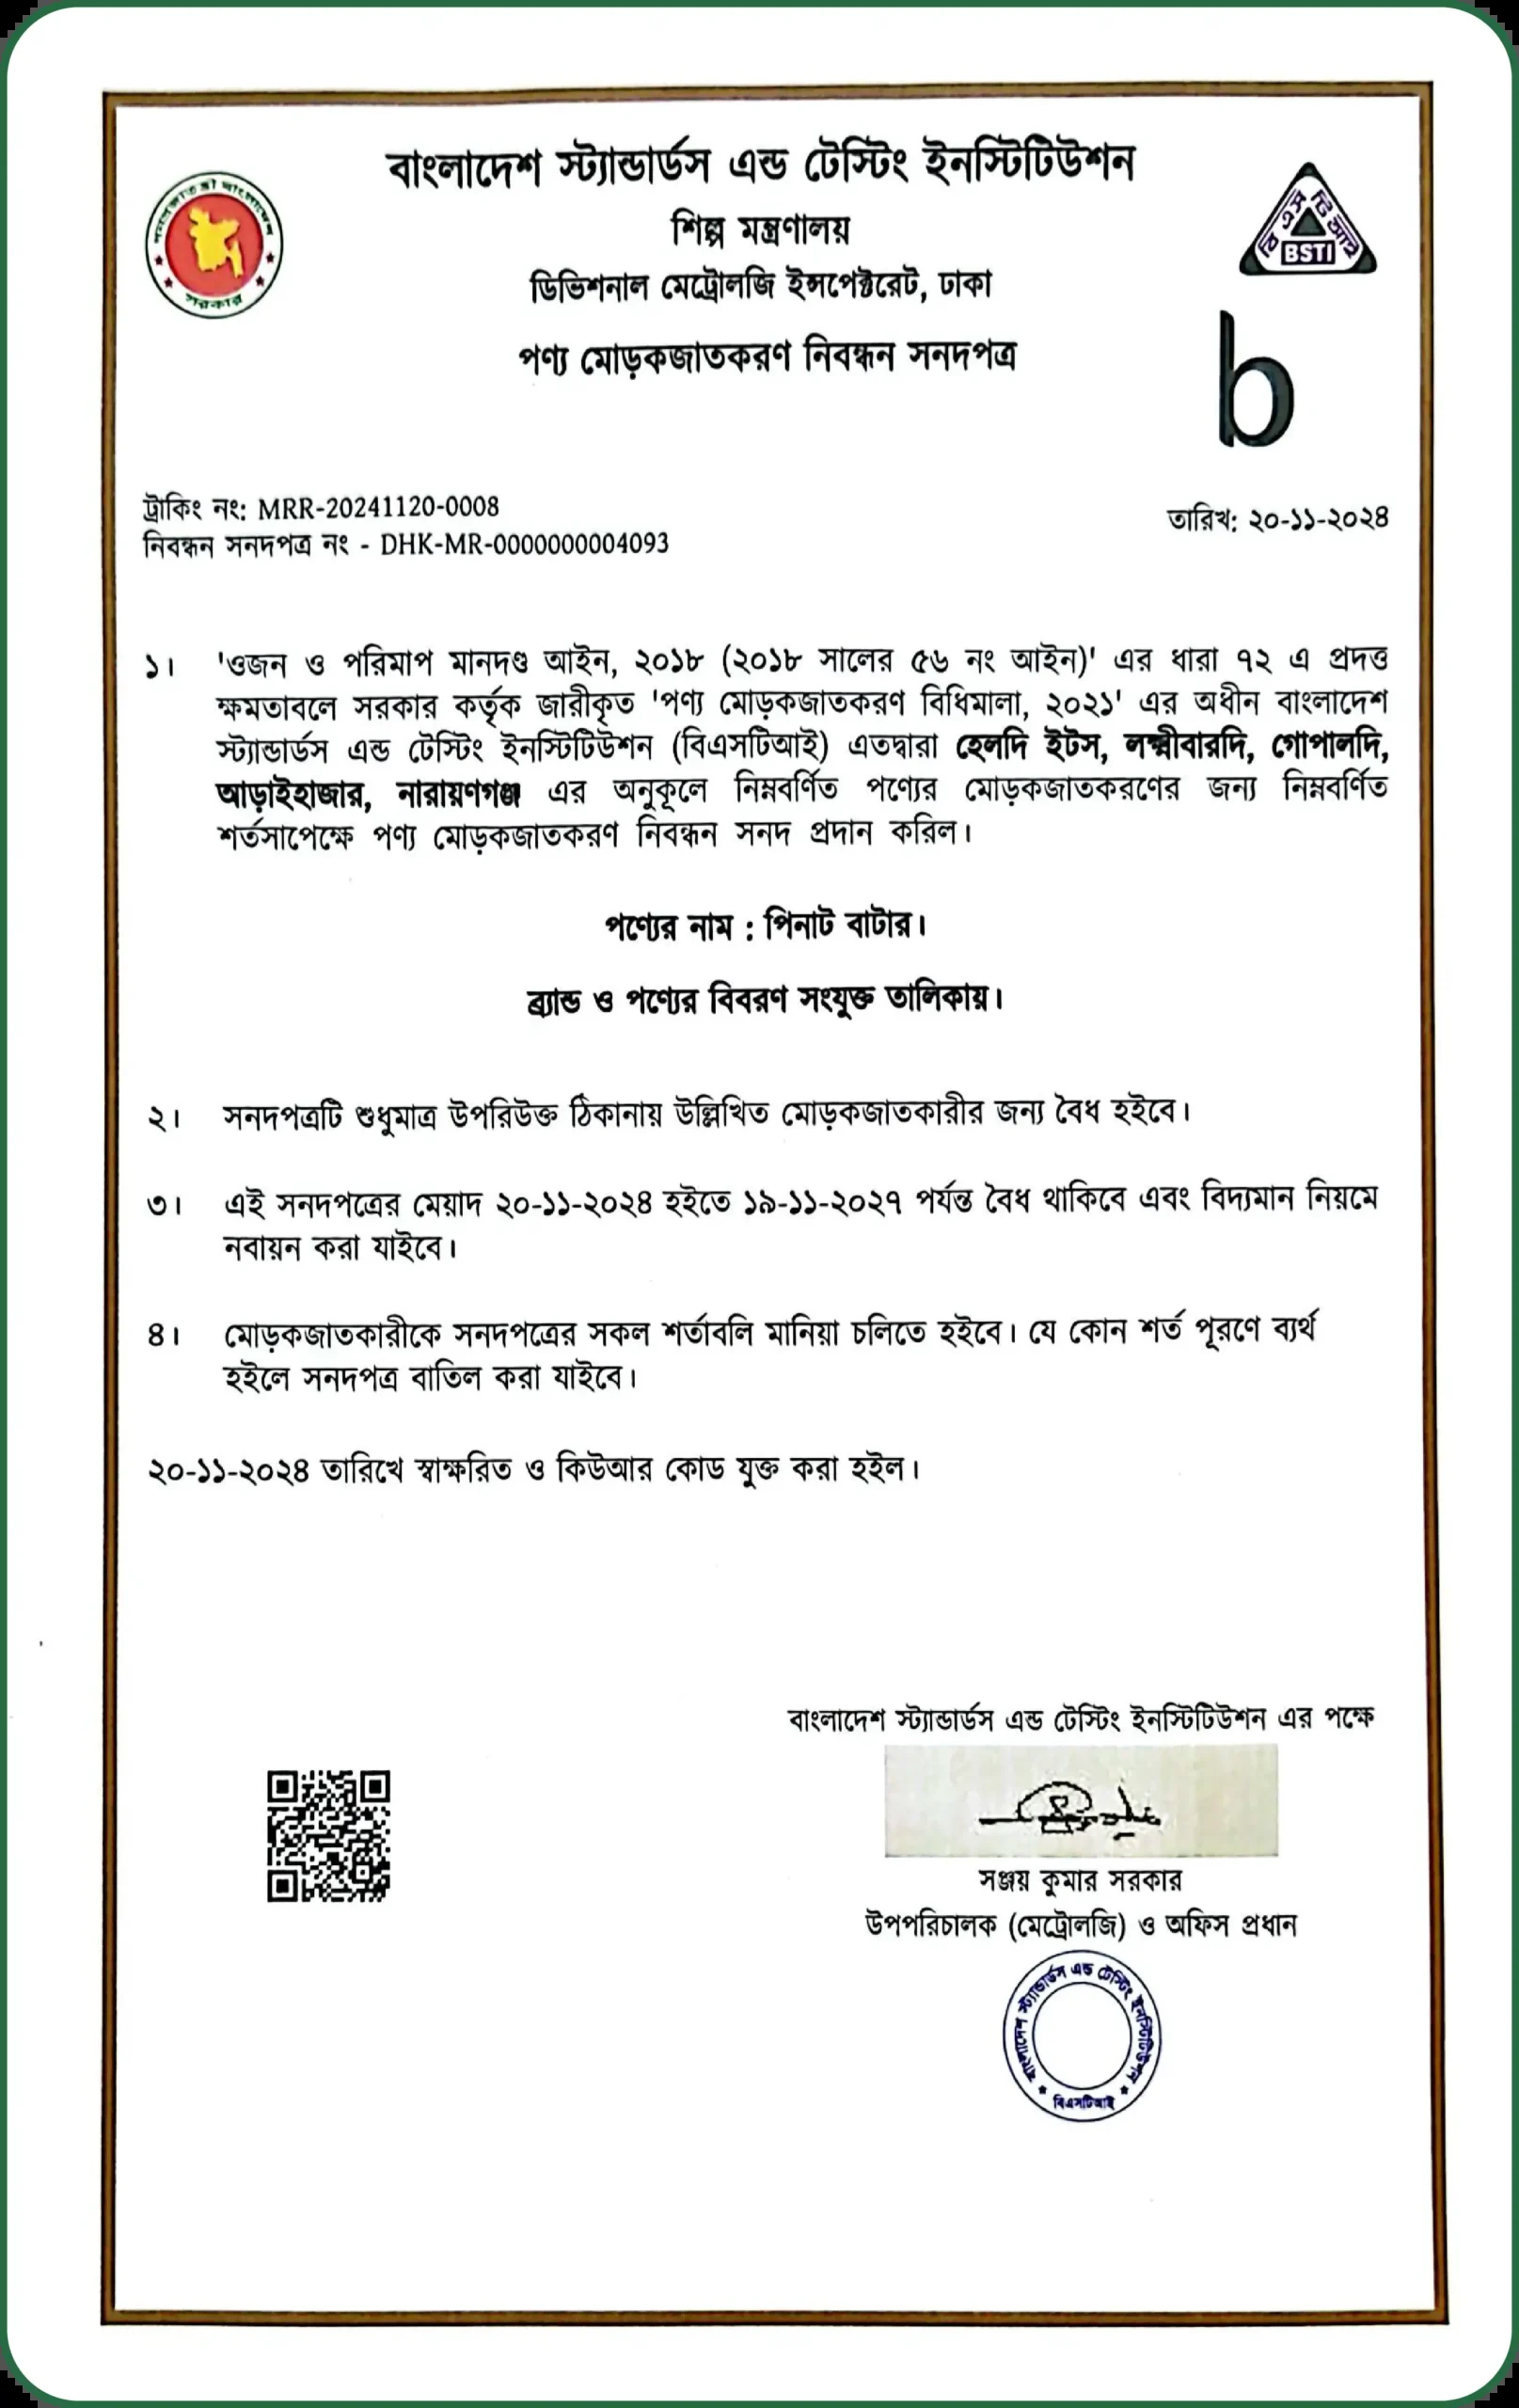 বাংলাদেশ স্ট্যান্ডার্ডস এন্ড টেস্টিং ইনস্টিটিউশন
শিল্প মন্ত্রণালয়
ডিভিশনাল মেট্রোলজি ইন্সপেক্টরেট, ঢাকা
পণ্য মোড়কজাতকরণ নিবন্ধন সনদপত্র
গণপ্রজাতন্ত্রী বাংলাদেশ
সরকার
বিএসটিআই
BSTI
b
ট্রাকিং নং: MRR-20241120-0008
তারিখ: ২০-১১-২০২৪
নিবন্ধন সনদপত্র নং - DHK-MR-0000000004093
১। 'ওজন ও পরিমাপ মানদণ্ড আইন, ২০১৮ (২০১৮ সালের ৫৬ নং আইন)' এর ধারা ৭২ এ প্রদত্ত
ক্ষমতাবলে সরকার কর্তৃক জারীকৃত 'পণ্য মোড়কজাতকরণ বিধিমালা, ২০২১' এর অধীন বাংলাদেশ
স্ট্যান্ডার্ডস এন্ড টেস্টিং ইনস্টিটিউশন (বিএসটিআই) এতদ্বারা হেলদি ইটস, লক্ষ্মীবারদি, গোপালদি,
আড়াইহাজার, নারায়ণগঞ্জ এর অনুকূলে নিম্নবর্ণিত পণ্যের মোড়কজাতকরণের জন্য নিম্নবর্ণিত
শর্তসাপেক্ষে পণ্য মোড়কজাতকরণ নিবন্ধন সনদ প্রদান করিল।
পণ্যের নাম : পিনাট বাটার।
ব্র্যান্ড ও পণ্যের বিবরণ সংযুক্ত তালিকায়।
২। সনদপত্রটি শুধুমাত্র উপরিউক্ত ঠিকানায় উল্লিখিত মোড়কজাতকারীর জন্য বৈধ হইবে।
৩। এই সনদপত্রের মেয়াদ ২০-১১-২০২৪ হইতে ১৯-১১-২০২৭ পর্যন্ত বৈধ থাকিবে এবং বিদ্যমান নিয়মে
নবায়ন করা যাইবে।
৪। মোড়কজাতকারীকে সনদপত্রের সকল শর্তাবলি মানিয়া চলিতে হইবে। যে কোন শর্ত পূরণে ব্যর্থ
হইলে সনদপত্র বাতিল করা যাইবে।
২০-১১-২০২৪ তারিখে স্বাক্ষরিত ও কিউআর কোড যুক্ত করা হইল।
বাংলাদেশ স্ট্যান্ডার্ডস এন্ড টেস্টিং ইনস্টিটিউশন এর পক্ষে
সঞ্জয় কুমার সরকার
উপপরিচালক (মেট্রোলজি) ও অফিস প্রধান
বাংলাদেশ স্ট্যান্ডার্ডস এন্ড টেস্টিং ইনস্টিটিউশন
বিএসটিআই